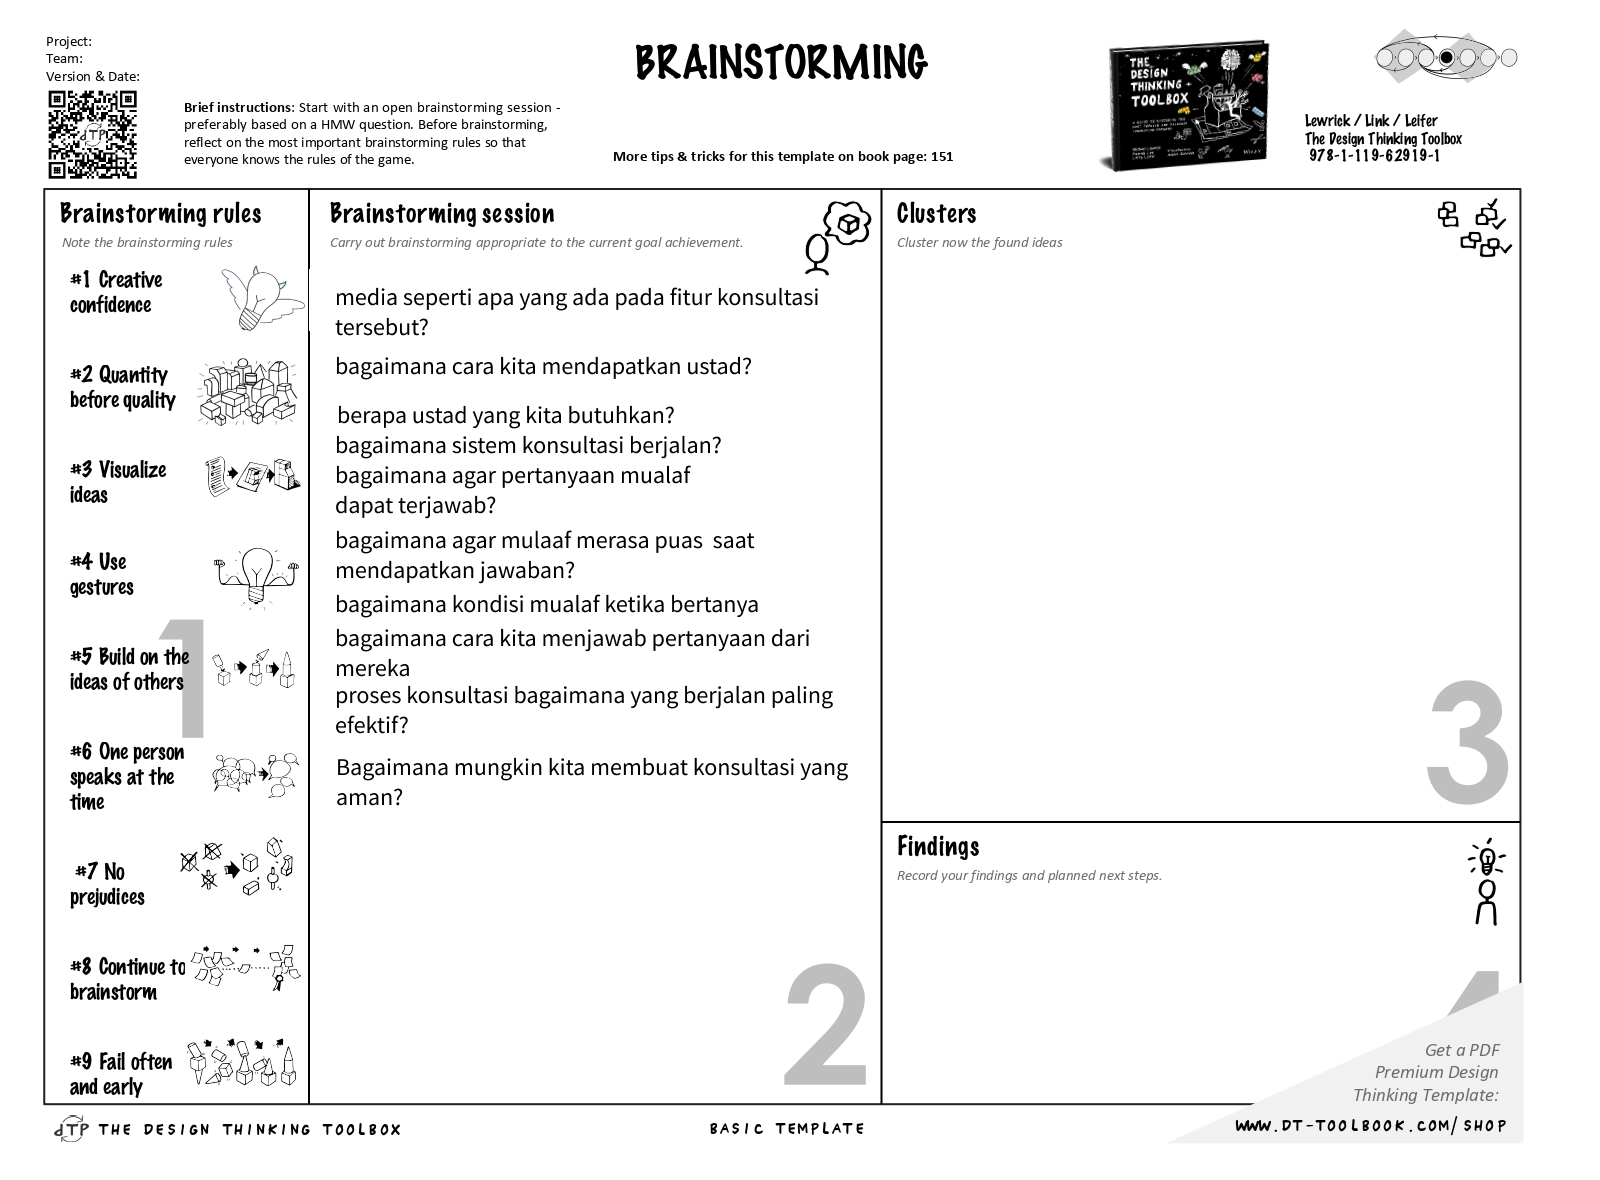 Project:
Team:
Version & Date:
BRAINSTORMING
Brief instructions: Start with an open brainstorming session -
preferably based on a HMW question. Before brainstorming,
reflect on the most important brainstorming rules so that
everyone knows the rules of the game.
More tips & tricks for this template on book page: 151
THE
DESIGN
THINKING
TOOLBOX
Lewrick / Link / Leifer
The Design Thinking Toolbox
978-1-119-62919-1
Brainstorming rules
Note the brainstorming rules
#1 Creative
confidence
#2 Quantity
before quality
#3 Visualize
ideas
#4 Use
gestures
#5 Build on the
ideas of others
#6 One person
speaks at the
time
#7 No
prejudices
#8 Continue to
brainstorm
#9 Fail often
and early
1
Brainstorming session
Carry out brainstorming appropriate to the current goal achievement.
media seperti apa yang ada pada fitur konsultasi
tersebut?
bagaimana cara kita mendapatkan ustad?
berapa ustad yang kita butuhkan?
bagaimana sistem konsultasi berjalan?
bagaimana agar pertanyaan mualaf
dapat terjawab?
bagaimana agar mulaaf merasa puas  saat
mendapatkan jawaban?
bagaimana kondisi mualaf ketika bertanya
bagaimana cara kita menjawab pertanyaan dari
mereka
proses konsultasi bagaimana yang berjalan paling
efektif?
Bagaimana mungkin kita membuat konsultasi yang
aman?
2
Clusters
Cluster now the found ideas
3
Findings
Record your findings and planned next steps.
4
Get a PDF
Premium Design
Thinking Template:
WWW.DT-TOOLBOOK.COM/SHOP
dTP THE DESIGN THINKING TOOLBOX
BASIC TEMPLATE